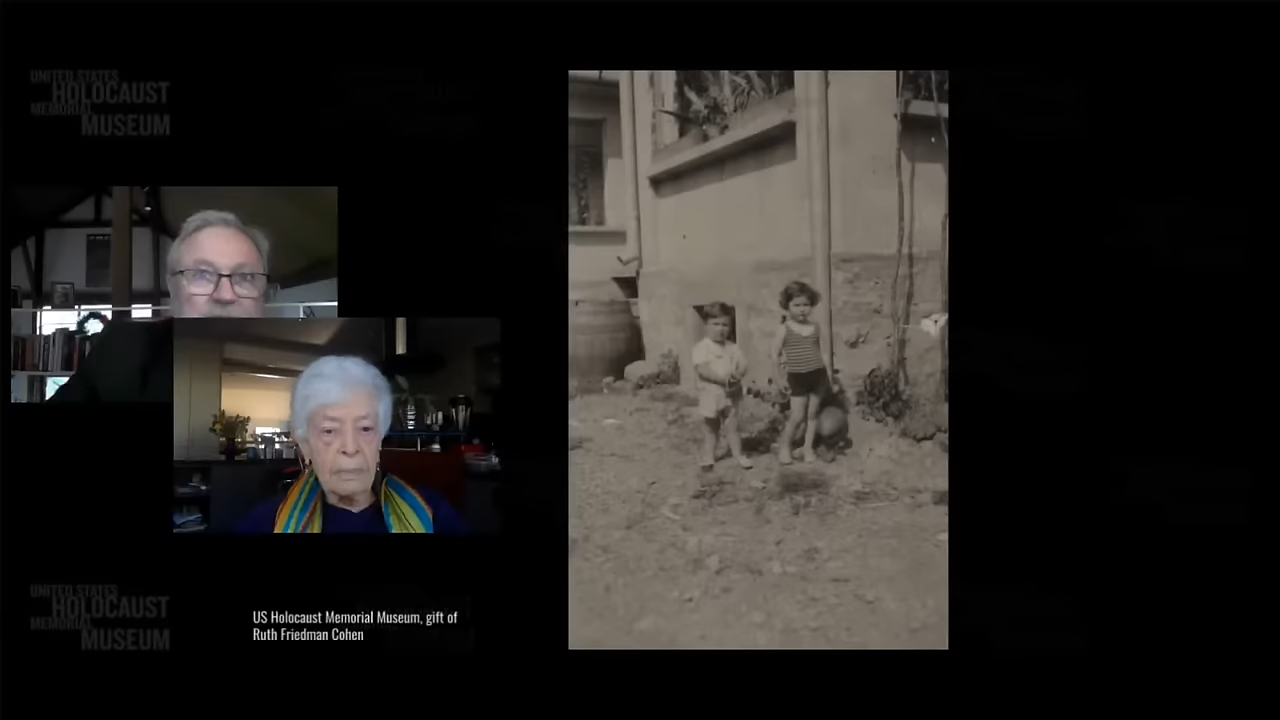 UNITED STATES
HOLOCAUST
MEMORIAL
MUSEUM
UNITED STATES
HOLOCAUST
MEMORIAL
MUSEUM
US Holocaust Memorial Museum, gift of
Ruth Friedman Cohen